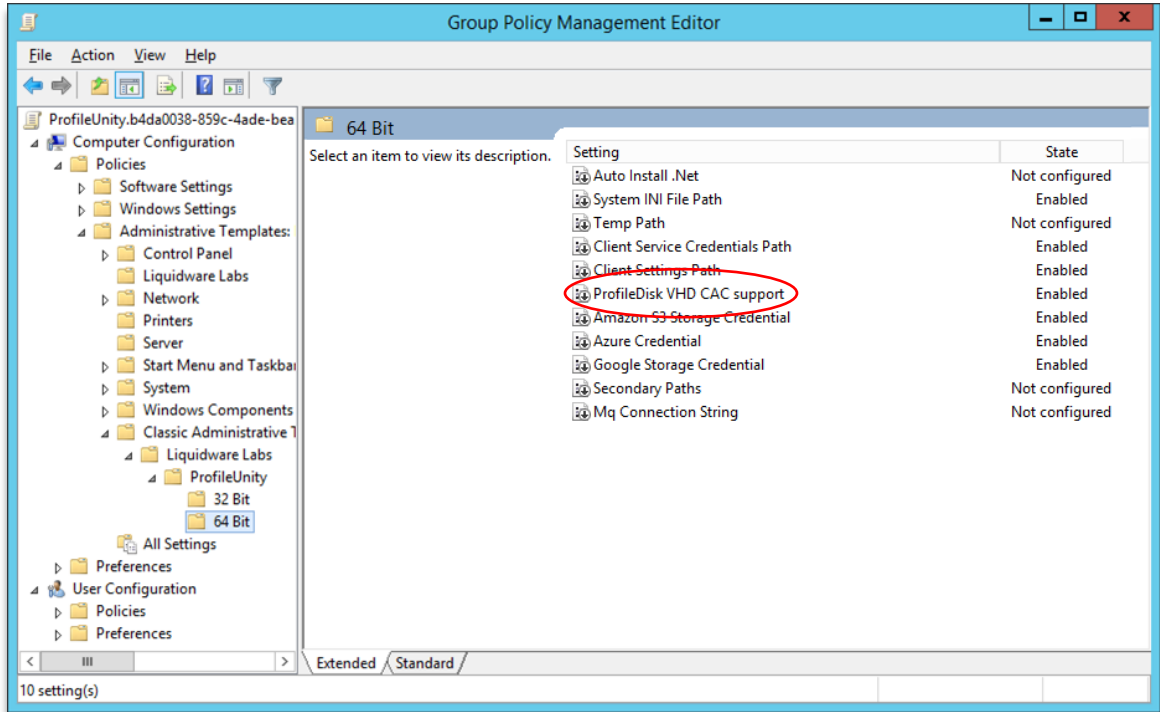 Group Policy Management Editor
x
File Action View Help
?
ProfileUnity.b4da0038-859c-4ade-bea
Computer Configuration
Policies
Software Settings
Windows Settings
Administrative Templates:
Control Panel
Liquidware Labs
Network
Printers
Server
Start Menu and Taskbar
System
Windows Components
Classic Administrative T
Liquidware Labs
ProfileUnity
32 Bit
64 Bit
All Settings
Preferences
User Configuration
Policies
Preferences
64 Bit
Select an item to view its description.
Setting State
Auto Install .Net Not configured
System INI File Path Enabled
Temp Path Not configured
Client Service Credentials Path Enabled
Client Settings Path Enabled
ProfileDisk VHD CAC support Enabled
Amazon S3 Storage Credential Enabled
Azure Credential Enabled
Google Storage Credential Enabled
Secondary Paths Not configured
Mq Connection String Not configured
Extended Standard
10 setting(s)